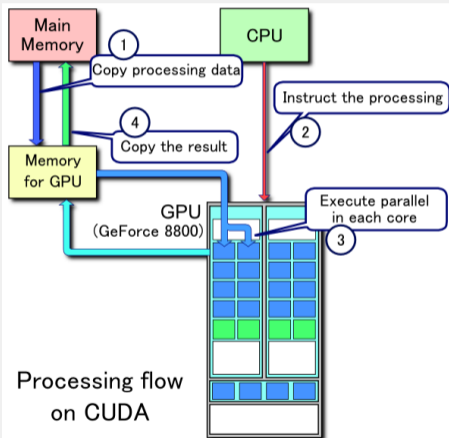 Main
Memory
CPU
1
Copy processing data
Instruct the processing
2
4
Copy the result
Memory
for GPU
GPU
(GeForce 8800)
Execute parallel
in each core
3
Processing flow
on CUDA